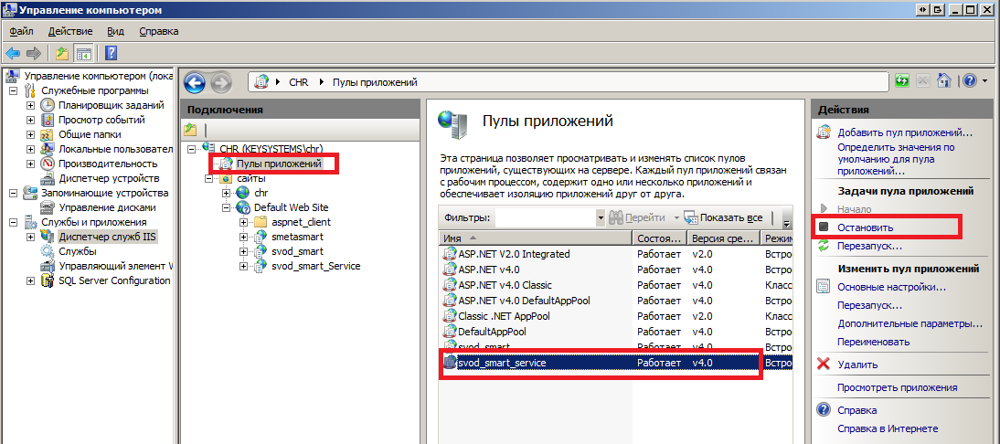 Управление компьютером
Файл Действие Вид Справка
Управление компьютером (лока
Служебные программы
Планировщик заданий
Просмотр событий
Общие папки
Локальные пользовател
Производительность
Диспетчер устройств
Запоминающие устройства
Управление дисками
Службы и приложения
Диспетчер служб IIS
Службы
Управляющий элемент W
SQL Server Configuration
CHR Пулы приложений
Подключения
CHR (KEYSYSTEMS\chr)
Пулы приложений
сайты
chr
Default Web Site
aspnet_client
smetasmart
svod_smart
svod_smart_Service
Пулы приложений
Эта страница позволяет просматривать и изменять список пулов
приложений, существующих на сервере. Каждый пул приложений связан
с рабочим процессом, содержит одно или несколько приложений и
обеспечивает изоляцию приложений друг от друга.
Фильтры: Перейти Показать все
Имя Состоя... Версия сре... Режим
ASP.NET V2.0 Integrated Работает v2.0 Встро
ASP.NET v4.0 Работает v4.0 Встро
ASP.NET v4.0 Classic Работает v4.0 Класс
ASP.NET v4.0 DefaultAppPool Работает v4.0 Встро
Classic .NET AppPool Работает v2.0 Класс
DefaultAppPool Работает v4.0 Встро
svod_smart Работает v4.0 Встро
svod_smart_service Работает v4.0 Встро
Действия
Добавить пул приложений...
Определить значения по
умолчанию для пула
приложений...
Задачи пула приложений
Начало
Остановить
Перезапуск...
Изменить пул приложений
Основные настройки...
Перезапуск...
Дополнительные параметры...
Переименовать
Удалить
Просмотреть приложения
Справка
Справка в Интернете